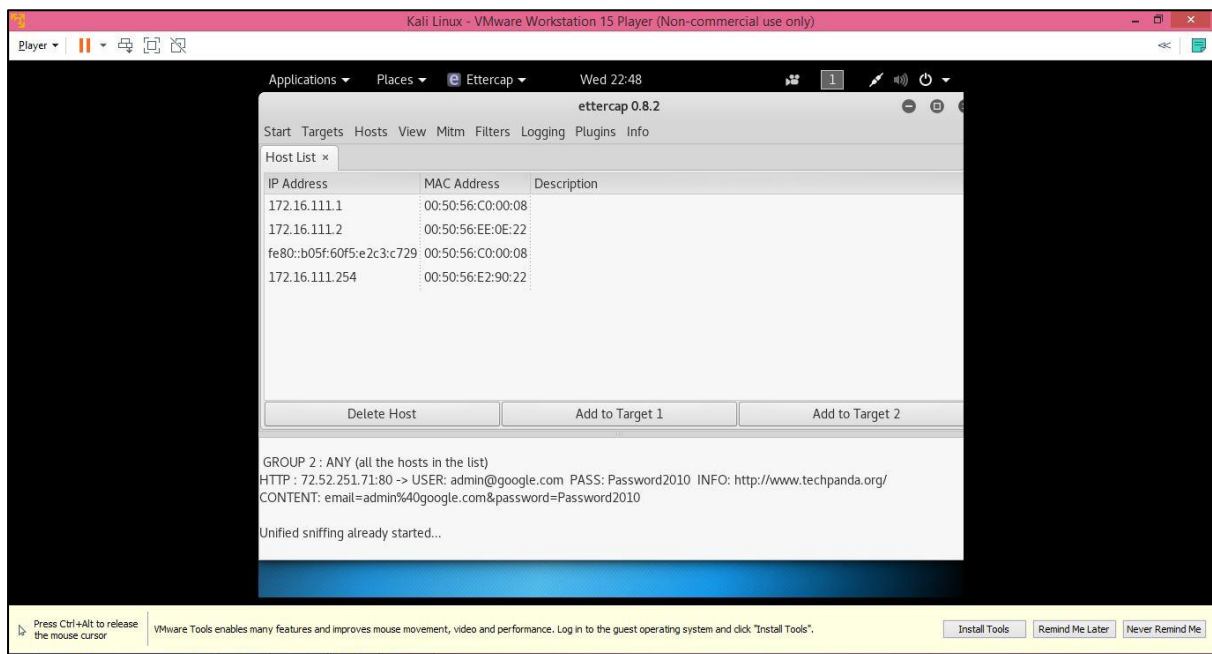 Kali Linux - VMware Workstation 15 Player (Non-commercial use only)
Player
Applications Places Ettercap Wed 22:48 1
ettercap 0.8.2
Start Targets Hosts View Mitm Filters Logging Plugins Info
Host List ×
IP Address MAC Address Description
172.16.111.1 00:50:56:C0:00:08
172.16.111.2 00:50:56:EE:0E:22
fe80::b05f:60f5:e2c3:c729 00:50:56:C0:00:08
172.16.111.254 00:50:56:E2:90:22
Delete Host Add to Target 1 Add to Target 2
GROUP 2 : ANY (all the hosts in the list)
HTTP : 72.52.251.71:80 -> USER: admin@google.com PASS: Password2010 INFO: http://www.techpanda.org/
CONTENT: email=admin%40google.com&password=Password2010
Unified sniffing already started...
Press Ctrl+Alt to release
the mouse cursor
VMware Tools enables many features and improves mouse movement, video and performance. Log in to the guest operating system and click "Install Tools".
Install Tools Remind Me Later Never Remind Me